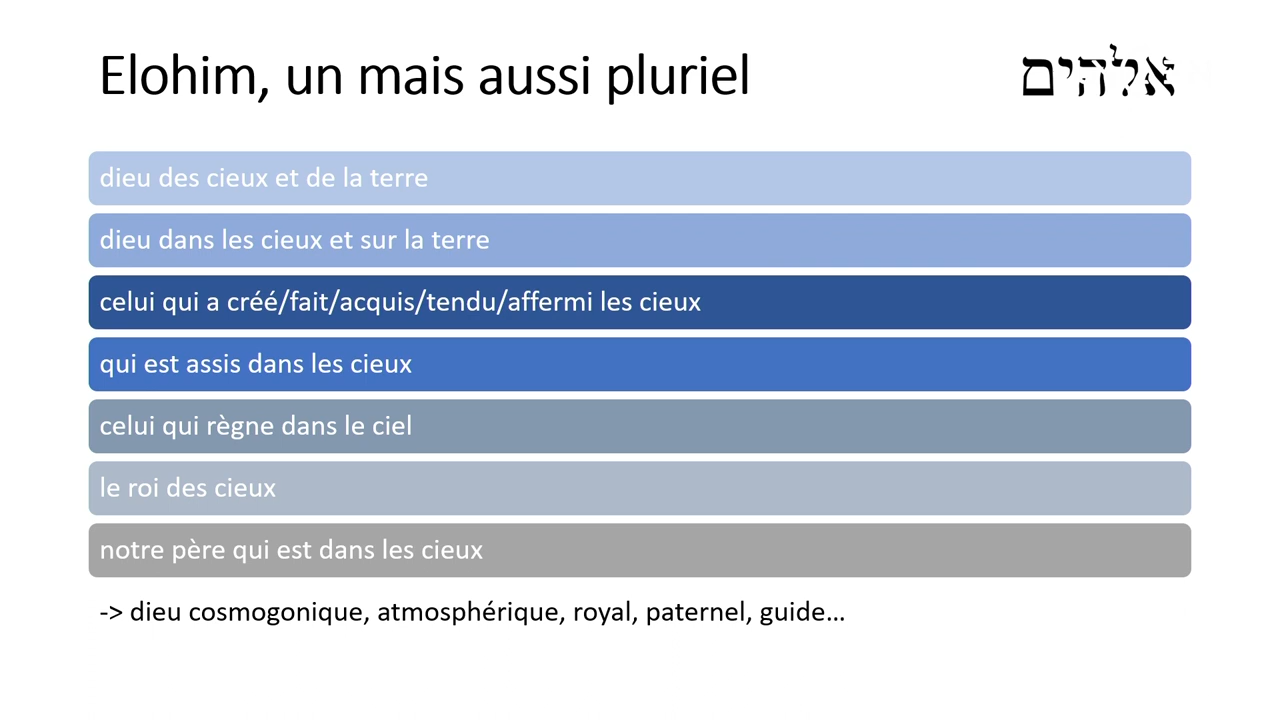 Elohim, un mais aussi pluriel
אֱלֹהִים
dieu des cieux et de la terre
dieu dans les cieux et sur la terre
celui qui a créé/fait/acquis/tendu/affermi les cieux
qui est assis dans les cieux
celui qui règne dans le ciel
le roi des cieux
notre père qui est dans les cieux
-> dieu cosmogonique, atmosphérique, royal, paternel, guide…